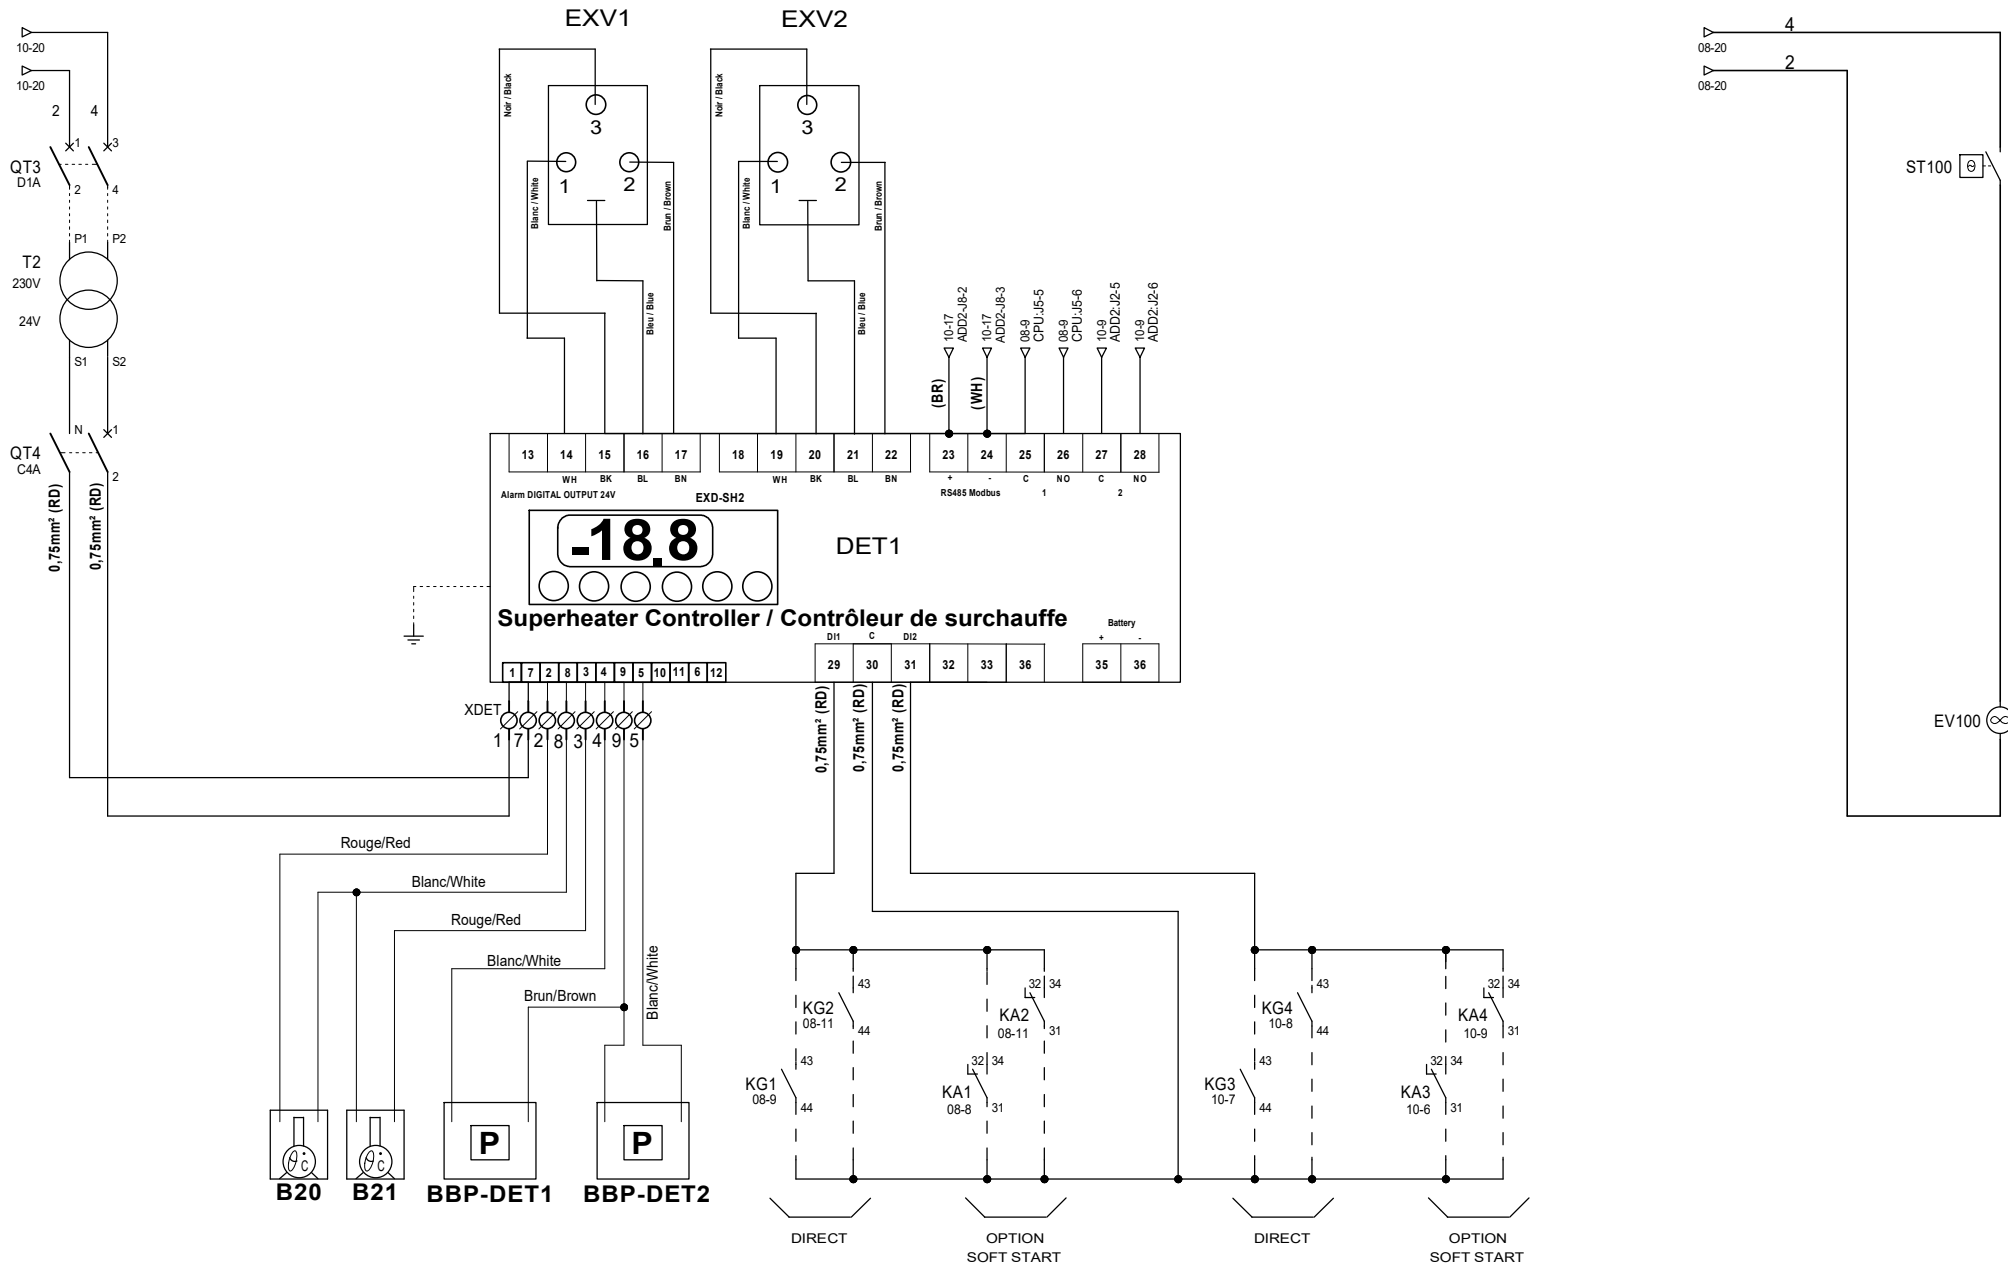 EXV1
EXV2
10-20
10-20
2
4
4
08-20
2
08-20
Noir / Black
3
1
2
Blanc / White
Brun / Brown
Bleu / Blue
Noir / Black
3
1
2
Blanc / White
Brun / Brown
Bleu / Blue
QT3
D1A
1
3
2
4
P1
P2
T2
230V
24V
S1
S2
N
1
QT4
C4A
2
0,75mm² (RD)
0,75mm² (RD)
ST100
θ
EV100
10-17
ADD2-J8-2
10-17
ADD2-J8-3
08-9
CPU:J5-5
08-9
CPU:J5-6
10-9
ADD2:J2-5
10-9
ADD2:J2-6
(BR)
(WH)
13 14 15 16 17 18 19 20 21 22 23 24 25 26 27 28
WH BK BL BN WH BK BL BN + - C NO C NO
Alarm DIGITAL OUTPUT 24V
EXD-SH2
RS485 Modbus
1
2
-18.8
DET1
Superheater Controller / Contrôleur de surchauffe
DI1 C DI2
Battery
+ -
29 30 31 32 33 36 35 36
1 7 2 8 3 4 9 5 10 11 6 12
XDET
1 7 2 8 3 4 9 5
0,75mm² (RD)
0,75mm² (RD)
0,75mm² (RD)
Rouge/Red
Blanc/White
Rouge/Red
Blanc/White
Brun/Brown
Blanc/White
KG2
08-11
43
44
KG1
08-9
43
44
KA2
08-11
32 34
31
KA1
08-8
32 34
31
KG4
10-8
43
44
KG3
10-7
43
44
KA4
10-9
32 34
31
KA3
10-6
32 34
31
θ c
θ c
P
P
B20
B21
BBP-DET1
BBP-DET2
DIRECT
OPTION
SOFT START
DIRECT
OPTION
SOFT START